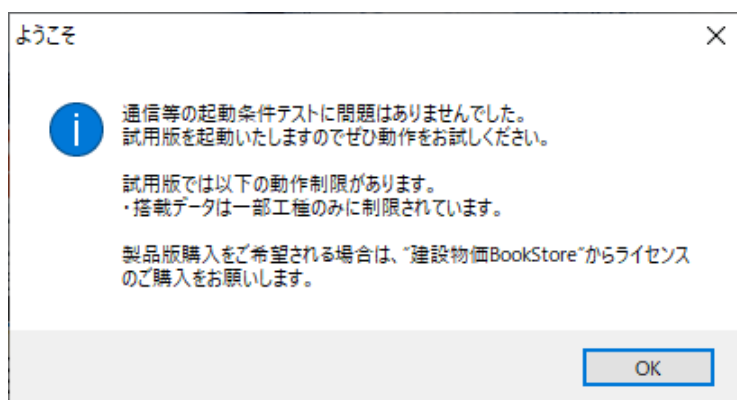 ようこそ
通信等の起動条件テストに問題はありませんでした。
試用版を起動いたしますのでぜひ動作をお試しください。
試用版では以下の動作制限があります。
・搭載データは一部工種のみに制限されています。
製品版購入をご希望される場合は、“建設物価BookStore”からライセンス
のご購入をお願いします。
OK